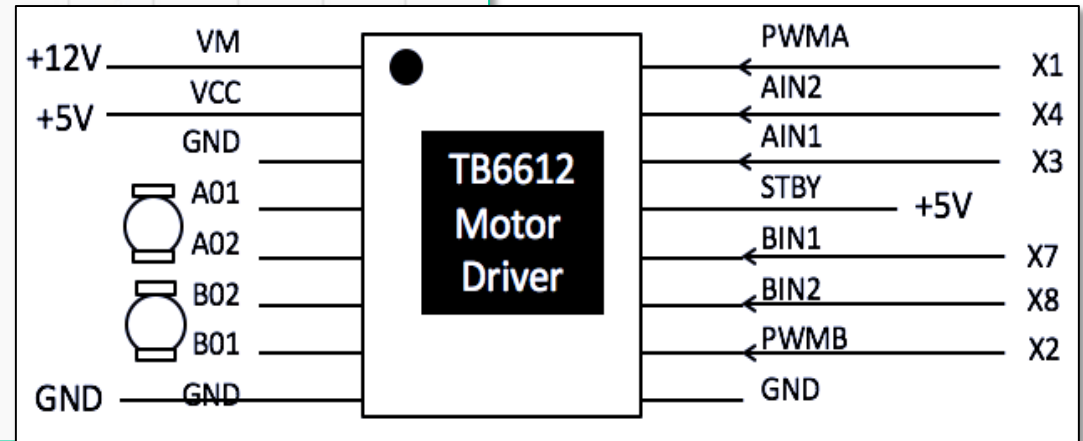 +12V
VM
+5V
VCC
GND
A01
A02
B02
B01
GND
GND
TB6612
Motor
Driver
PWMA
X1
AIN2
X4
AIN1
X3
STBY
+5V
BIN1
X7
BIN2
X8
PWMB
X2
GND